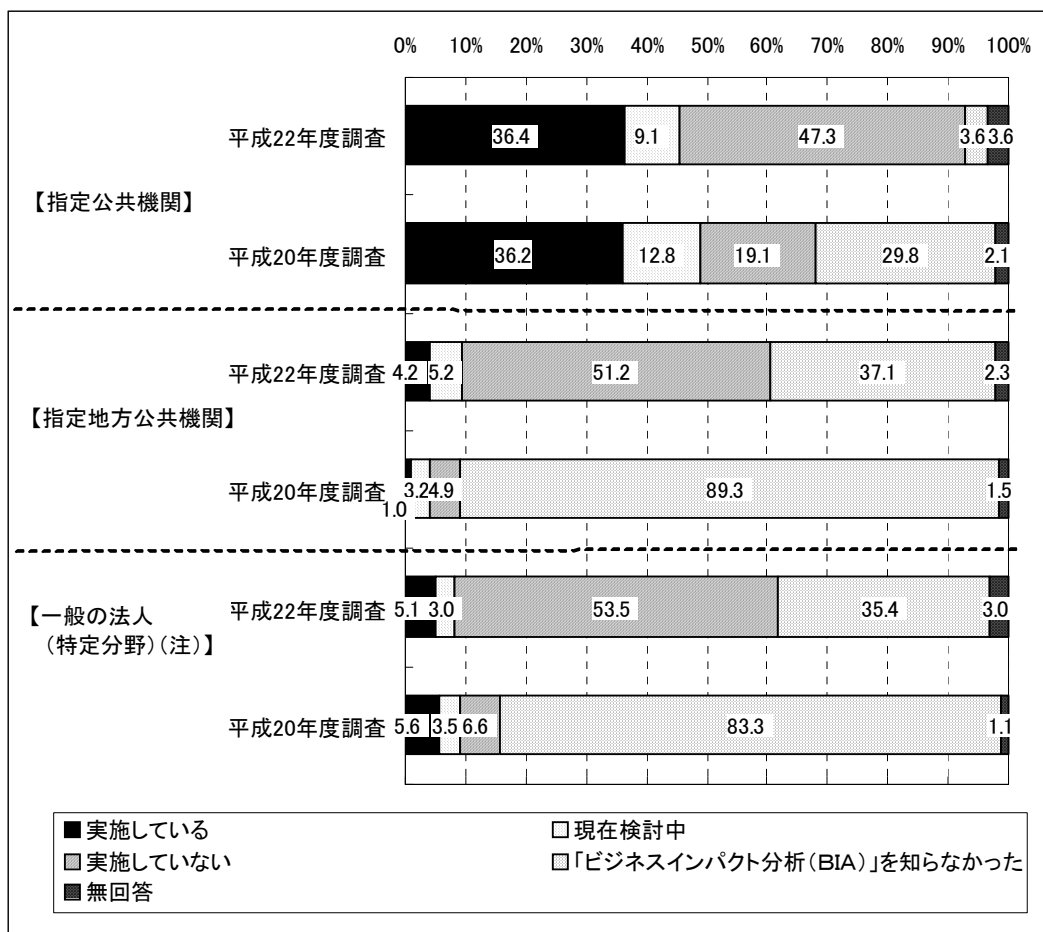 0% 10% 20% 30% 40% 50% 60% 70% 80% 90% 100%
平成22年度調査 36.4 9.1 47.3 3.6 3.6
【指定公共機関】
平成20年度調査 36.2 12.8 19.1 29.8 2.1
平成22年度調査 4.2 5.2 51.2 37.1 2.3
【指定地方公共機関】
平成20年度調査 1.0 3.2 4.9 89.3 1.5
平成22年度調査 5.1 3.0 53.5 35.4 3.0
【一般の法人
（特定分野）（注）】
平成20年度調査 5.6 3.5 6.6 83.3 1.1
実施している 現在検討中
実施していない 「ビジネスインパクト分析（BIA）」を知らなかった
無回答